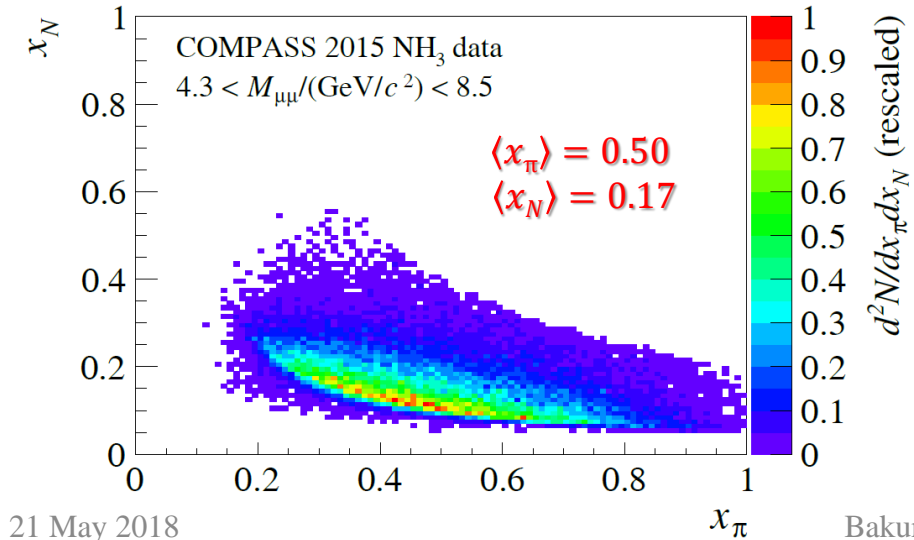 COMPASS 2015 NH₃ data
4.3 < M_μμ/(GeV/c²) < 8.5
⟨x_π⟩ = 0.50
⟨x_N⟩ = 0.17
x_N
1
0.8
0.6
0.4
0.2
0
0 0.2 0.4 0.6 0.8 1
x_π
1
0.9
0.8
0.7
0.6
0.5
0.4
0.3
0.2
0.1
0
d²N/dx_πdx_N (rescaled)
21 May 2018
Bakur